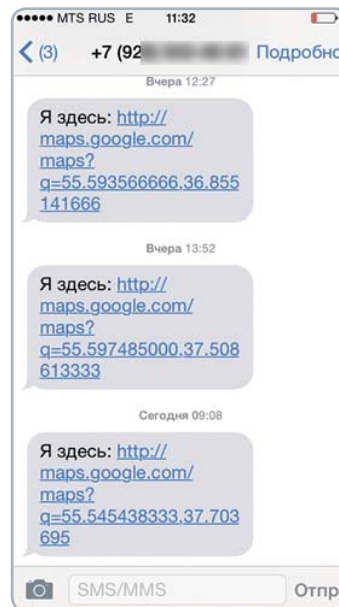 MTS RUS E 11:32
(3) +7 (92 Подробно
Вчера 12:27
Я здесь: http://
maps.google.com/
maps?
q=55.593566666,36.855
141666
Вчера 13:52
Я здесь: http://
maps.google.com/
maps?
q=55.597485000,37.508
613333
Сегодня 09:08
Я здесь: http://
maps.google.com/
maps?
q=55.545438333,37.703
695
SMS/MMS Отпр